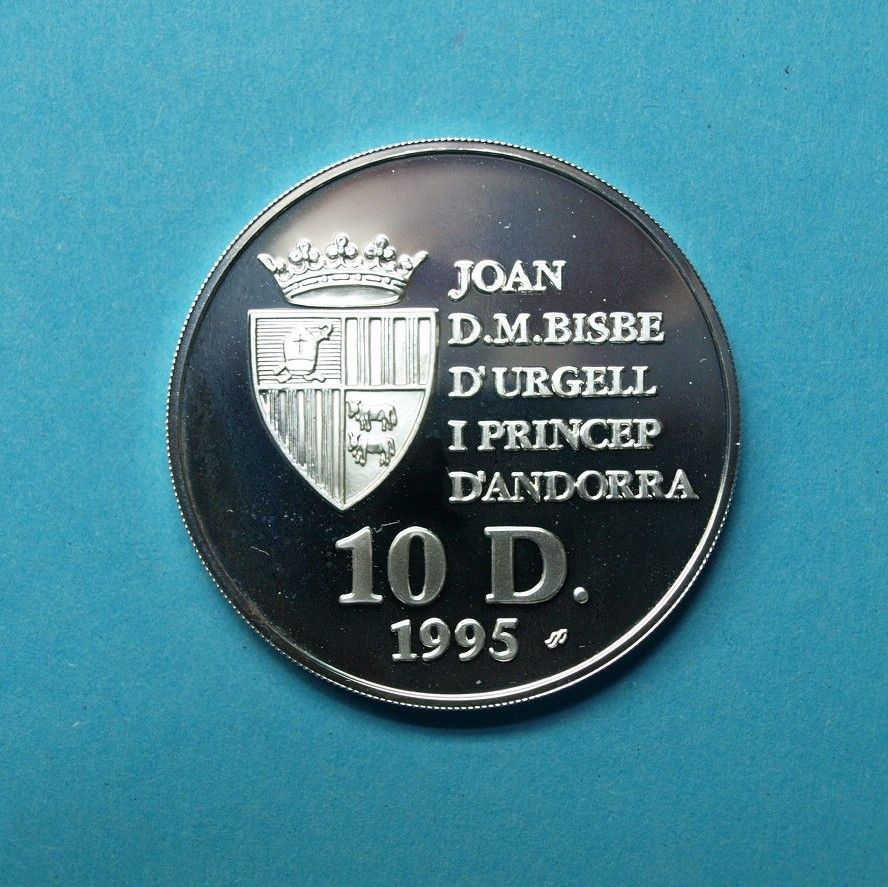 JOAN
D.M.BISBE
D'URGELL
I PRINCEP
D'ANDORRA
10 D.
1995